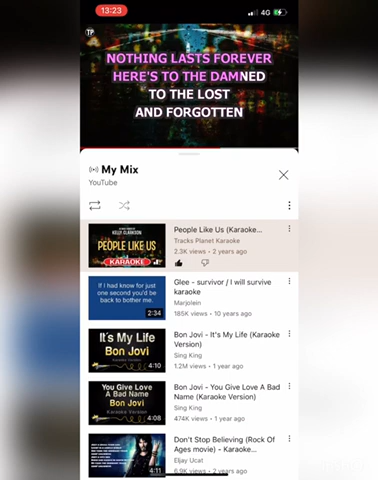 13:23
4G
TP
NOTHING LASTS FOREVER
HERE'S TO THE DAMNED
TO THE LOST
AND FORGOTTEN
My Mix
YouTube
KELLY CLARKSON
PEOPLE LIKE US
KARAOKE
People Like Us (Karaoke...
Tracks Planet Karaoke
2.3K views • 2 years ago
If I had know for just
one second you'd be
back to bother me.
2:34
Glee - survivor / I will survive
karaoke
Marjolein
185K views • 10 years ago
It's My Life
Bon Jovi
Karaoke Version
4:10
Bon Jovi - It's My Life (Karaoke
Version)
Sing King
1.2M views • 1 year ago
You Give Love
A Bad Name
Bon Jovi
Karaoke Version
4:08
Bon Jovi - You Give Love A Bad
Name (Karaoke Version)
Sing King
474K views • 1 year ago
4:11
Don't Stop Believing (Rock Of
Ages movie) - Karaoke...
Eljay Ucat
6.9K views • 2 years ago